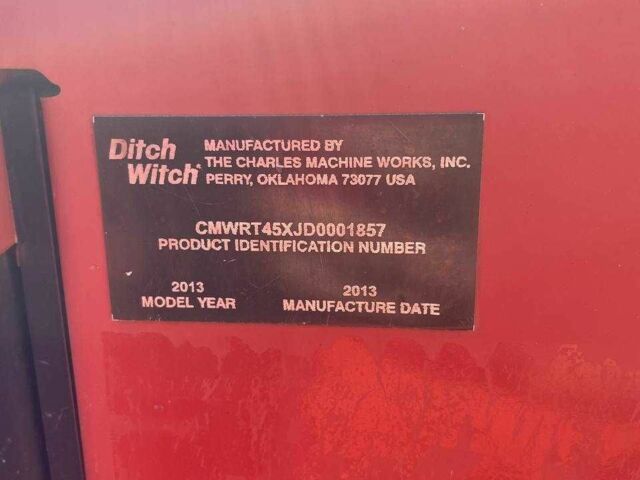 Ditch Witch®
MANUFACTURED BY
THE CHARLES MACHINE WORKS, INC.
PERRY, OKLAHOMA 73077 USA
CMWRT45XJD0001857
PRODUCT IDENTIFICATION NUMBER
2013
MODEL YEAR
2013
MANUFACTURE DATE